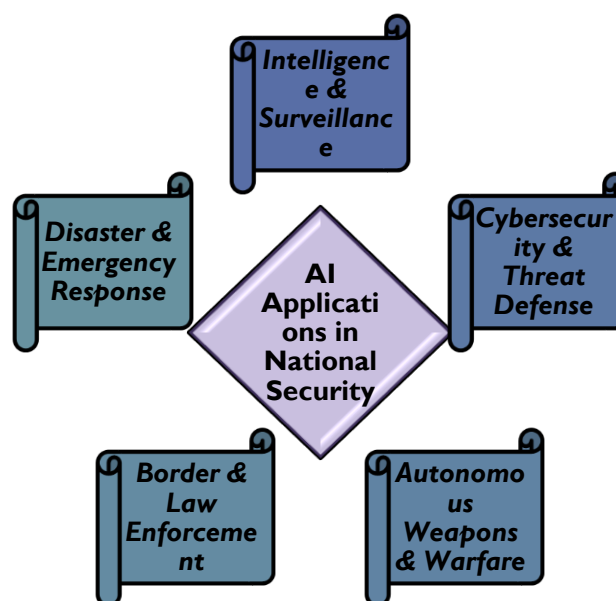 Intelligenc
e &
Surveillanc
e
Disaster &
Emergency
Response
Cybersecur
ity &
Threat
Defense
AI
Applicati
ons in
National
Security
Border &
Law
Enforceme
nt
Autonomo
us
Weapons
& Warfare